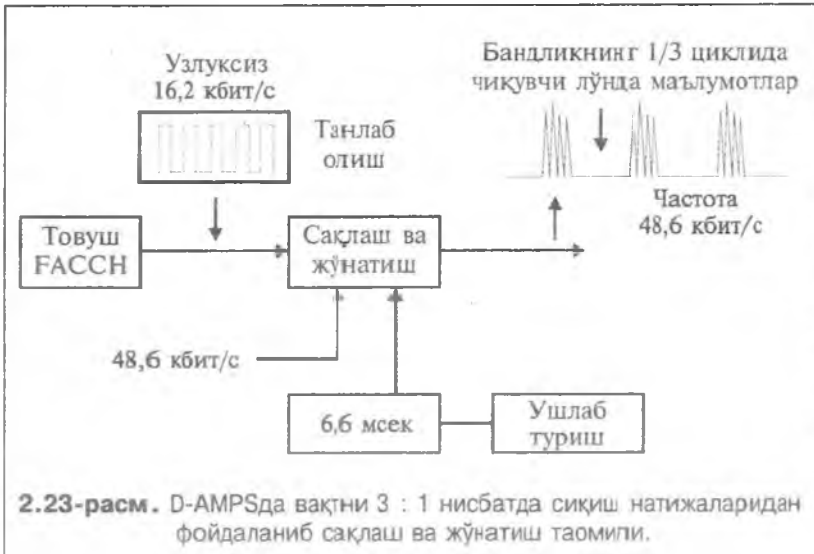 Узлуксиз
16,2 кбит/с
Танлаб
олиш
Бандликнинг 1/3 циклида
чиқувчи лўнда маълумотлар
Частота
48,6 кбит/с
Товуш
FACCH
Сақлаш ва
жўнатиш
48,6 кбит/с
6,6 мсек
Ушлаб
туриш
2.23-расм. D-AMPSда вақтни 3 : 1 нисбатда сиқиш натижаларидан
фойдаланиб сақлаш ва жўнатиш таомили.